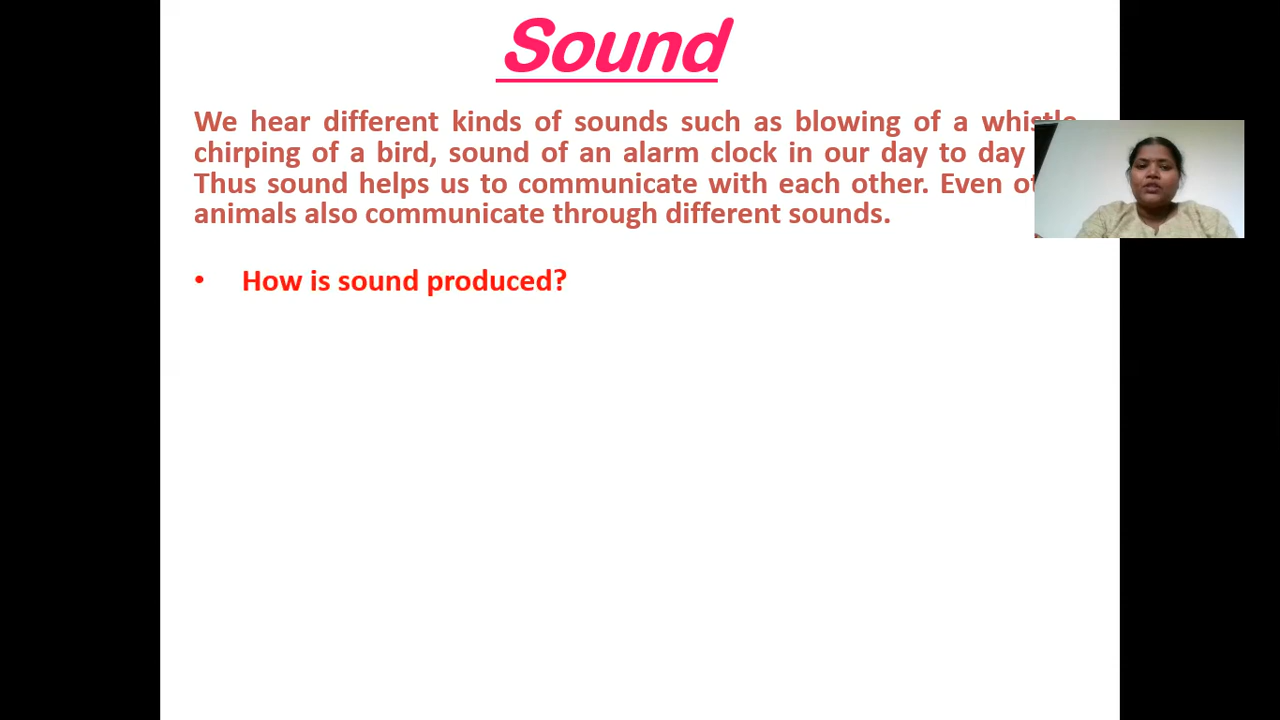 Sound
We hear different kinds of sounds such as blowing of a whistle
chirping of a bird, sound of an alarm clock in our day to day
Thus sound helps us to communicate with each other. Even
animals also communicate through different sounds.
• How is sound produced?